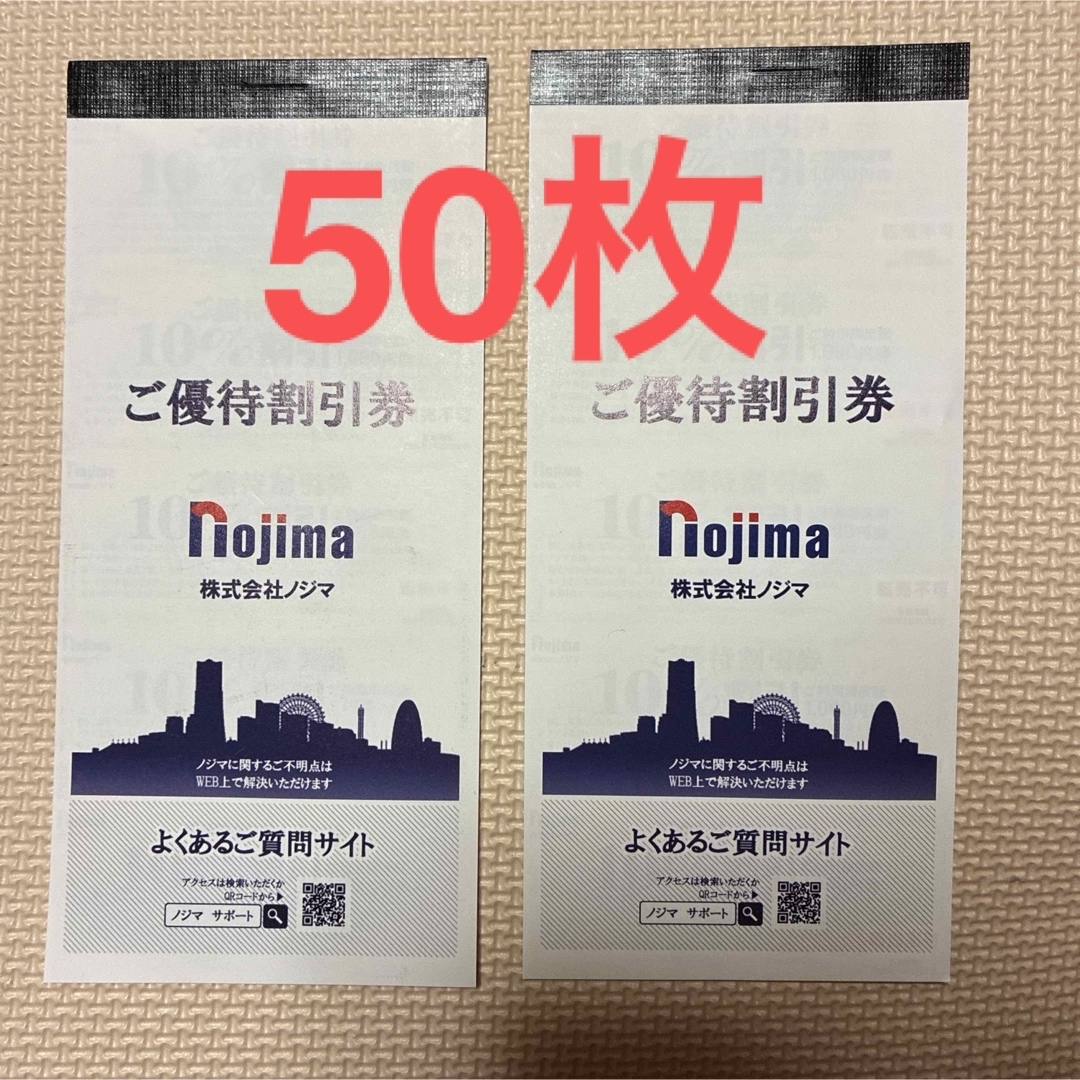 50枚
ご優待割引券
nojima
株式会社ノジマ
ノジマに関するご不明点は
WEB上で解決いただけます
よくあるご質問サイト
アクセスは検索いただくか
QRコードから▶
ノジマ サポート
ご優待割引券
nojima
株式会社ノジマ
ノジマに関するご不明点は
WEB上で解決いただけます
よくあるご質問サイト
アクセスは検索いただくか
QRコードから▶
ノジマ サポート